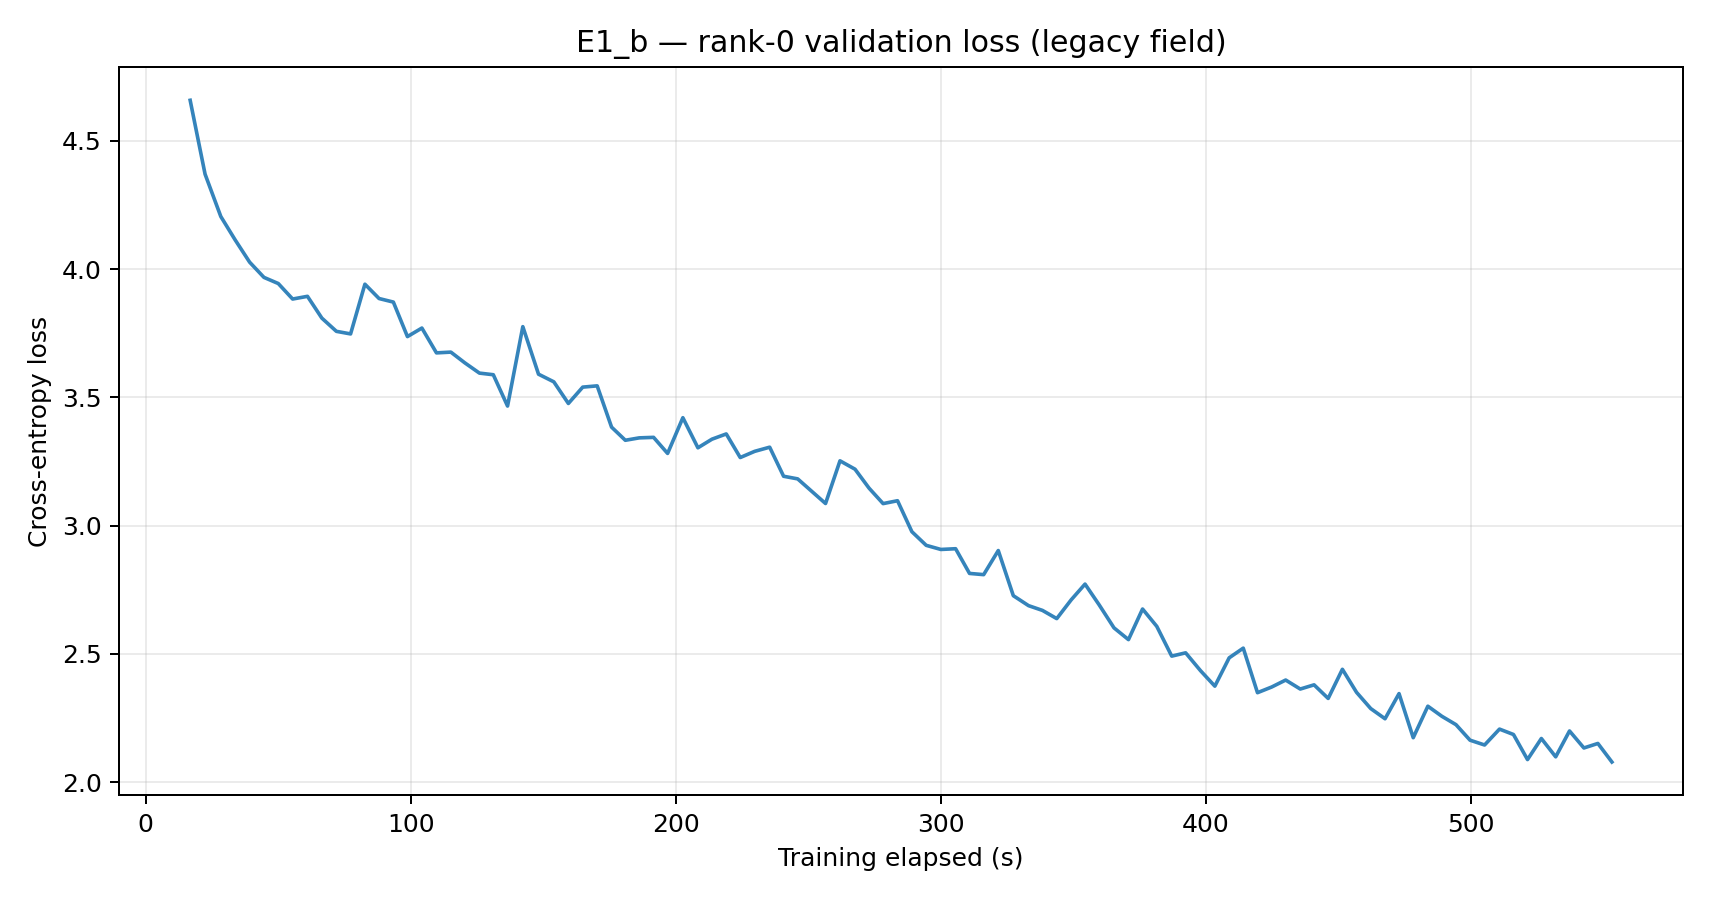 E1_b — rank-0 validation loss (legacy field)
Cross-entropy loss
4.5
4.0
3.5
3.0
2.5
2.0
0 100 200 300 400 500
Training elapsed (s)